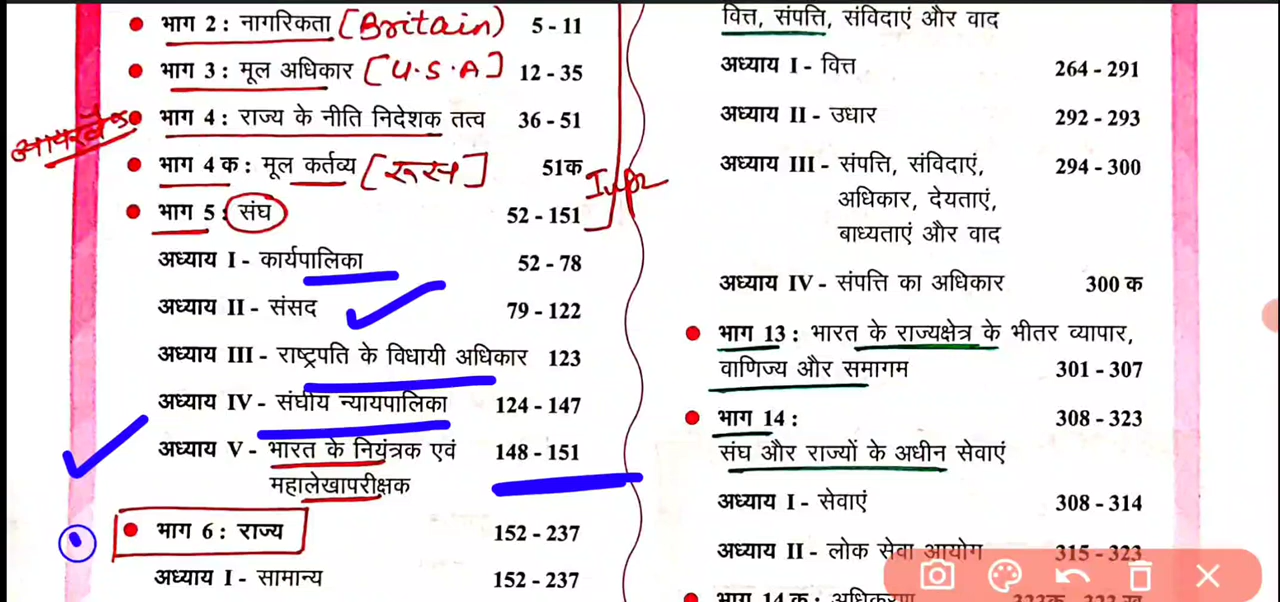 भाग 2 : नागरिकता [Britain) 5 - 11
भाग 3 : मूल अधिकार [U.S.A] 12 - 35
भाग 4 : राज्य के नीति निदेशक तत्व 36 - 51
भाग 4 क : मूल कर्तव्य [रूस] 51क
भाग 5 : संघ 52 - 151
अध्याय I - कार्यपालिका 52 - 78
अध्याय II - संसद 79 - 122
अध्याय III - राष्ट्रपति के विधायी अधिकार 123
अध्याय IV - संघीय न्यायपालिका 124 - 147
अध्याय V - भारत के नियंत्रक एवं 148 - 151
महालेखापरीक्षक
भाग 6 : राज्य 152 - 237
अध्याय I - सामान्य 152 - 237
वित्त, संपत्ति, संविदाएं और वाद
अध्याय I - वित्त 264 - 291
अध्याय II - उधार 292 - 293
अध्याय III - संपत्ति, संविदाएं, 294 - 300
अधिकार, देयताएं,
बाध्यताएं और वाद
अध्याय IV - संपत्ति का अधिकार 300 क
भाग 13 : भारत के राज्यक्षेत्र के भीतर व्यापार,
वाणिज्य और समागम 301 - 307
भाग 14 : 308 - 323
संघ और राज्यों के अधीन सेवाएं
अध्याय I - सेवाएं 308 - 314
अध्याय II - लोक सेवा आयोग 315 - 323
भाग 14 क : अधिकरण